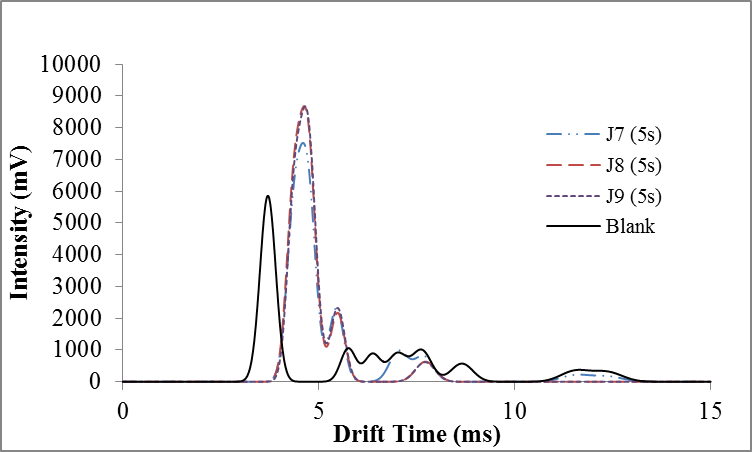 10000
9000
8000
7000
6000
5000
4000
3000
2000
1000
0
Intensity (mV)
0 5 10 15
Drift Time (ms)
J7 (5s)
J8 (5s)
J9 (5s)
Blank